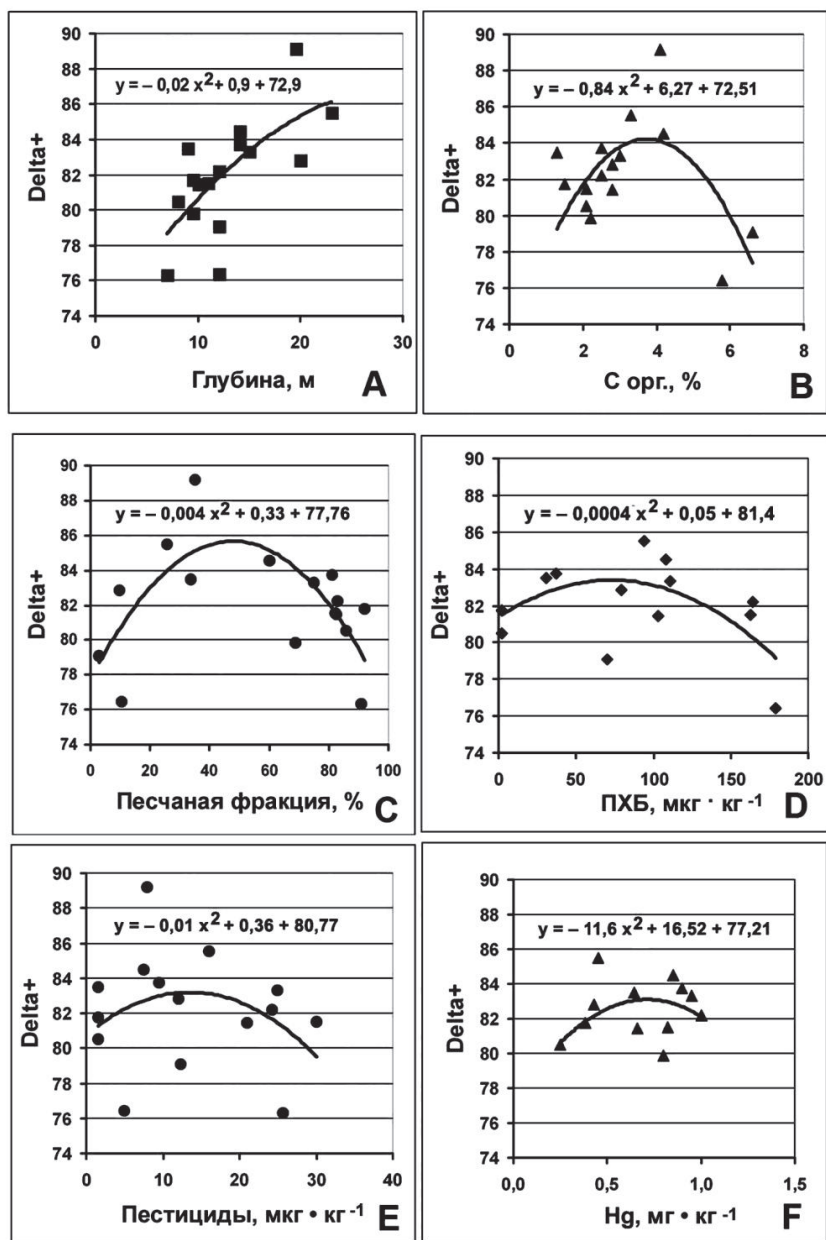 90
88
y = – 0,02 x² + 0,9 + 72,9
86
84
82
80
78
76
74
Delta+
0 10 20 30
Глубина, м A
90
88
y = – 0,84 x² + 6,27 + 72,51
86
84
82
80
78
76
74
Delta+
0 2 4 6 8
С орг., % B
90
88
y = – 0,004 x² + 0,33 + 77,76
86
84
82
80
78
76
74
Delta+
0 20 40 60 80 100
Песчаная фракция, % C
90
88
y = – 0,0004 x² + 0,05 + 81,4
86
84
82
80
78
76
74
Delta+
0 50 100 150 200
ПХБ, мкг · кг ⁻¹ D
90
88
y = – 0,01 x² + 0,36 + 80,77
86
84
82
80
78
76
74
Delta+
0 10 20 30 40
Пестициды, мкг • кг ⁻¹ E
90
88
y = – 11,6 x² + 16,52 + 77,21
86
84
82
80
78
76
74
Delta+
0,0 0,5 1,0 1,5
Hg, мг • кг ⁻¹ F